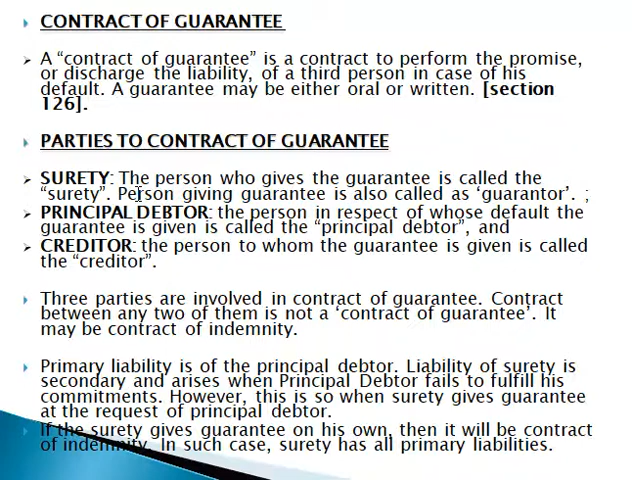 CONTRACT OF GUARANTEE
A “contract of guarantee” is a contract to perform the promise,
or discharge the liability, of a third person in case of his
default. A guarantee may be either oral or written. [section
126].
PARTIES TO CONTRACT OF GUARANTEE
SURETY: The person who gives the guarantee is called the
“surety”. Person giving guarantee is also called as ‘guarantor’. ;
PRINCIPAL DEBTOR: the person in respect of whose default the
guarantee is given is called the “principal debtor”, and
CREDITOR: the person to whom the guarantee is given is called
the “creditor”.
Three parties are involved in contract of guarantee. Contract
between any two of them is not a ‘contract of guarantee’. It
may be contract of indemnity.
Primary liability is of the principal debtor. Liability of surety is
secondary and arises when Principal Debtor fails to fulfill his
commitments. However, this is so when surety gives guarantee
at the request of principal debtor.
If the surety gives guarantee on his own, then it will be contract
of indemnity. In such case, surety has all primary liabilities.